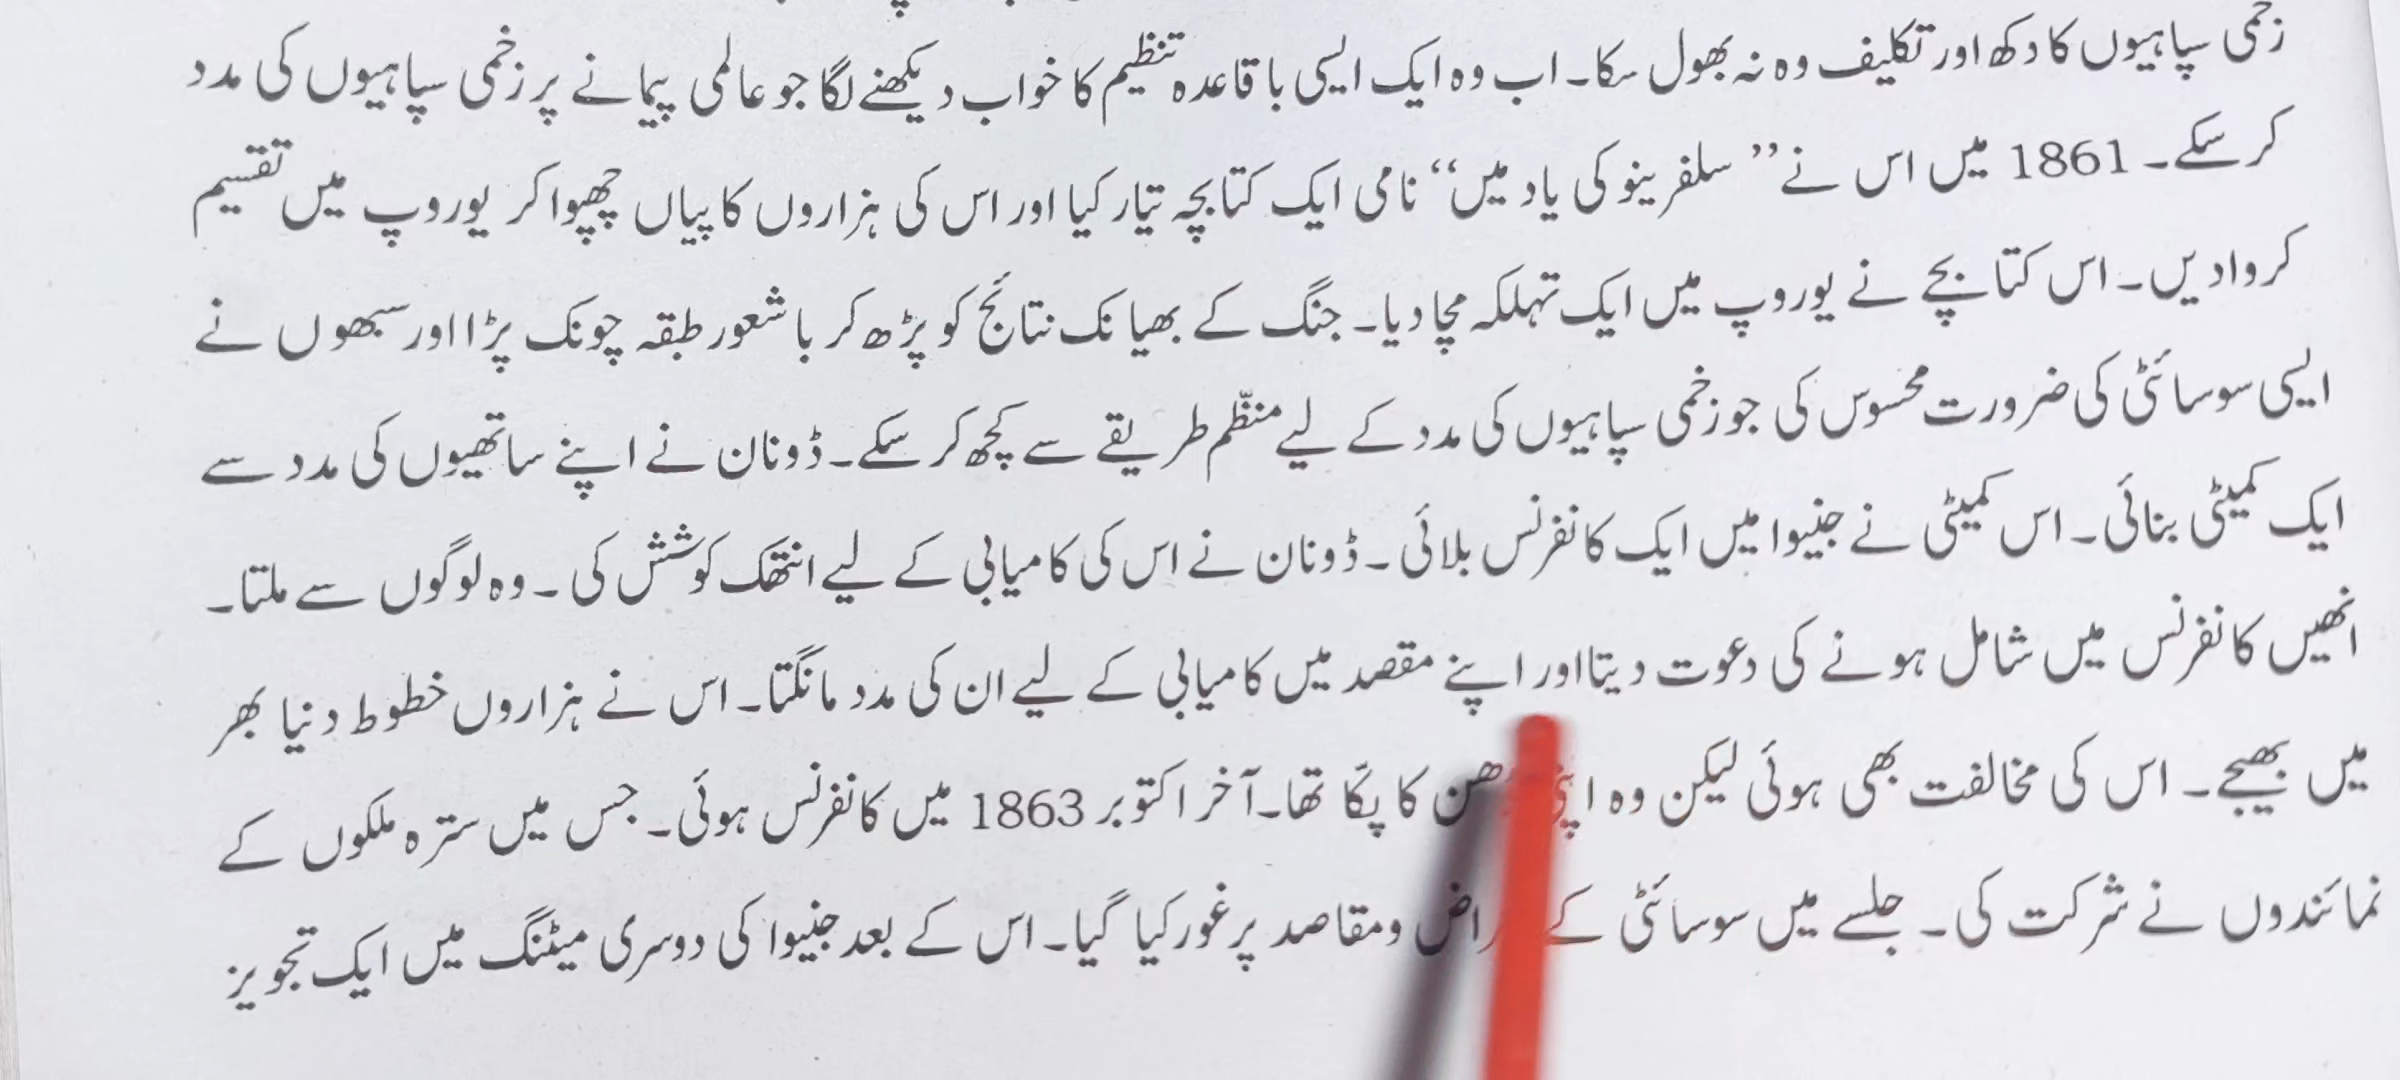 زخمی سپاہیوں کا دکھ اور تکلیف وہ نہ بھول سکا۔ اب وہ ایک ایسی باقاعدہ تنظیم کا خواب دیکھنے لگا جو عالمی پیمانے پر زخمی سپاہیوں کی مدد
کر سکے۔ 1861 میں اس نے ”سلفرینو کی یاد میں“ نامی ایک کتابچہ تیار کیا اور اس کی ہزاروں کاپیاں چھپوا کر یوروپ میں تقسیم
کروا دیں۔ اس کتابچے نے یوروپ میں ایک تہلکہ مچا دیا۔ جنگ کے بھیانک نتائج کو پڑھ کر باشعور طبقہ چونک پڑا اور سبھوں نے
ایسی سوسائٹی کی ضرورت محسوس کی جو زخمی سپاہیوں کی مدد کے لیے منظّم طریقے سے کچھ کر سکے۔ ڈونان نے اپنے ساتھیوں کی مدد سے
ایک کمیٹی بنائی۔ اس کمیٹی نے جنیوا میں ایک کانفرنس بلائی۔ ڈونان نے اس کی کامیابی کے لیے انتھک کوشش کی۔ وہ لوگوں سے ملتا۔
انھیں کانفرنس میں شامل ہونے کی دعوت دیتا اور اپنے مقصد میں کامیابی کے لیے ان کی مدد مانگتا۔ اس نے ہزاروں خطوط دنیا بھر
میں بھیجے۔ اس کی مخالفت بھی ہوئی لیکن وہ اپنی کا پکّا تھا۔ آخر اکتوبر 1863 میں کانفرنس ہوئی۔ جس میں سترہ ملکوں کے
نمائندوں نے شرکت کی۔ جلسے میں سوسائٹی کے ومقاصد پر غور کیا گیا۔ اس کے بعد جنیوا کی دوسری میٹنگ میں ایک تجویز